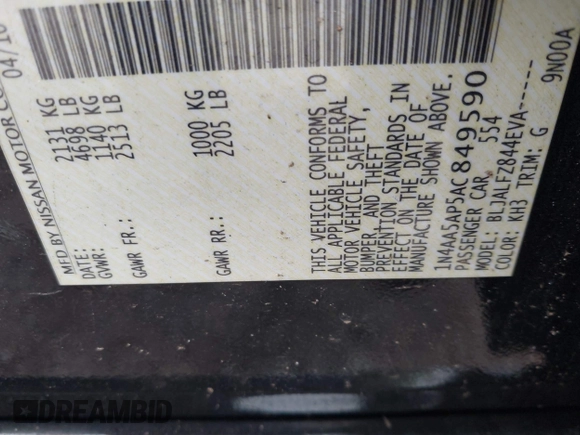 MFD BY NISSAN MOTOR CO
04/10
DATE:
GVWR: 2131 KG
4698 LB
GAWR FR.: 1140 KG
2513 LB
GAWR RR.: 1000 KG
2205 LB
THIS VEHICLE CONFORMS TO
ALL APPLICABLE FEDERAL
MOTOR VEHICLE SAFETY,
BUMPER, AND THEFT
PREVENTION STANDARDS IN
EFFECT ON THE DATE OF
MANUFACTURE SHOWN ABOVE.
1N4AA5AP5AC849590
PASSENGER CAR 554
MODEL: BLJALFZ844EVA------
COLOR: KH3 TRIM: G 9N00A
DREAMBID